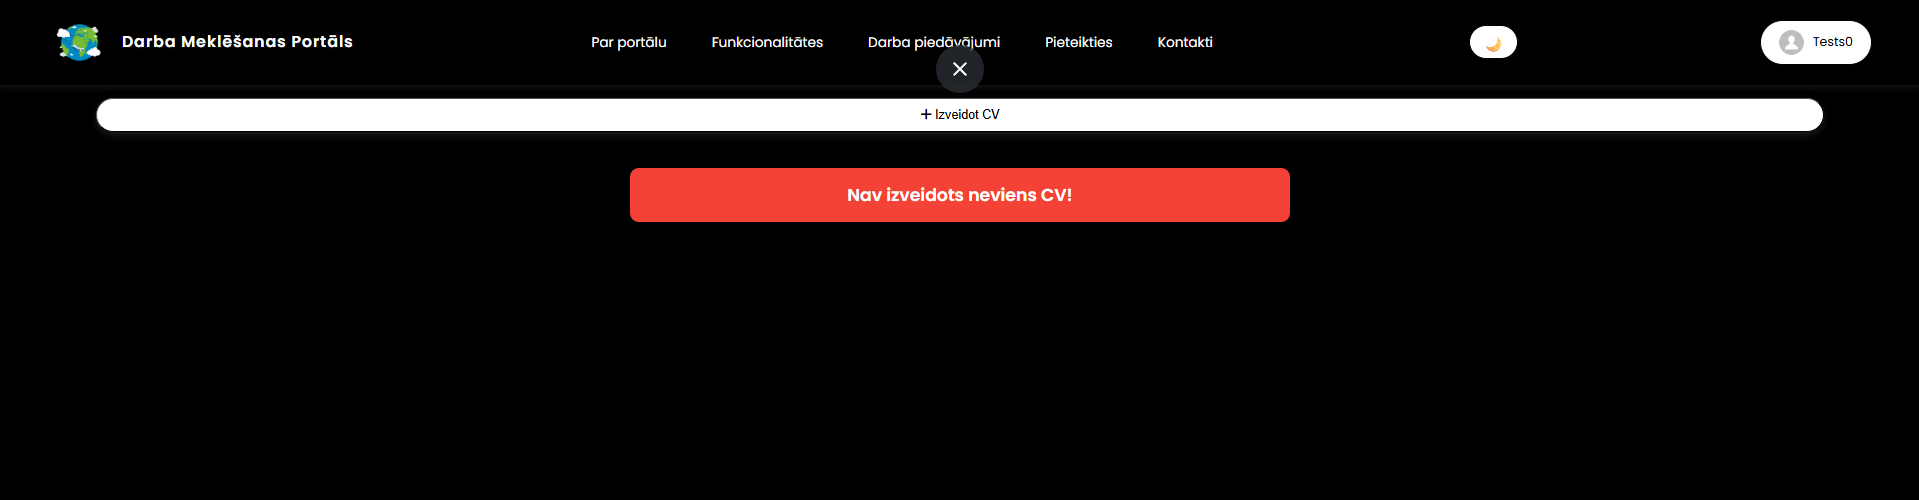 Darba Meklēšanas Portāls
Par portālu
Funkcionalitātes
Darba piedāvājumi
Pieteikties
Kontakti
Tests0
+ Izveidot CV
Nav izveidots neviens CV!